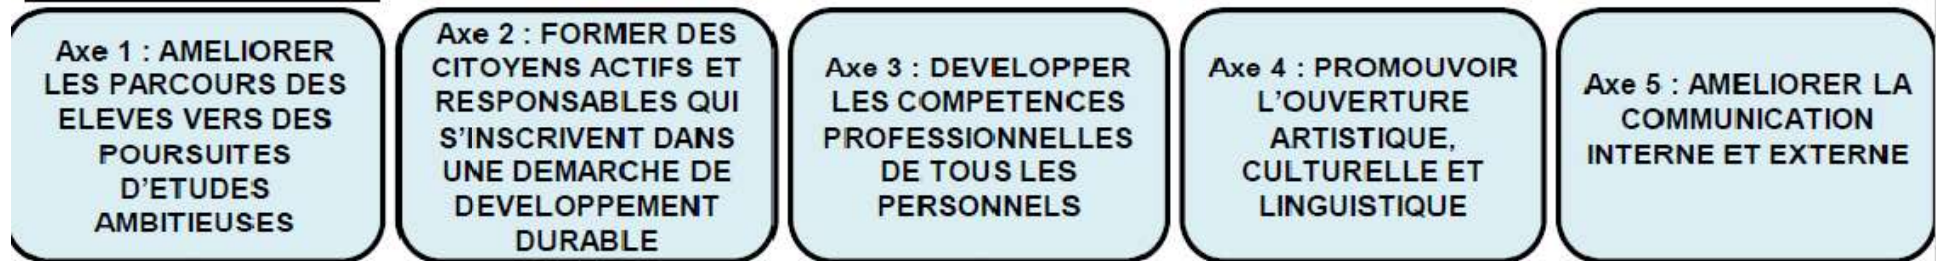 Axe 1 : AMELIORER
LES PARCOURS DES
ELEVES VERS DES
POURSUITES
D'ETUDES
AMBITIEUSES
Axe 2 : FORMER DES
CITOYENS ACTIFS ET
RESPONSABLES QUI
S'INSCRIVENT DANS
UNE DEMARCHE DE
DEVELOPPEMENT
DURABLE
Axe 3 : DEVELOPPER
LES COMPETENCES
PROFESSIONNELLES
DE TOUS LES
PERSONNELS
Axe 4 : PROMOUVOIR
L'OUVERTURE
ARTISTIQUE,
CULTURELLE ET
LINGUISTIQUE
Axe 5 : AMELIORER LA
COMMUNICATION
INTERNE ET EXTERNE